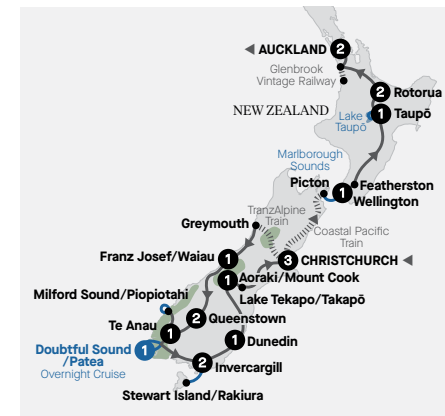 ◀ AUCKLAND 2
Glenbrook
Vintage Railway
2 Rotorua
NEW ZEALAND
1 Taupō
Lake
Taupō
Marlborough
Sounds
Picton
Featherston
1 Wellington
TranzAlpine
Train
Greymouth
Coastal Pacific
Train
Franz Josef/Waiau 1
3 CHRISTCHURCH ◀
1 Aoraki/Mount Cook
Lake Tekapo/Takapō
Milford Sound/Piopiotahi
2 Queenstown
Te Anau 1
1 Dunedin
Doubtful Sound
/Patea 1
Overnight Cruise
2 Invercargill
Stewart Island/Rakiura